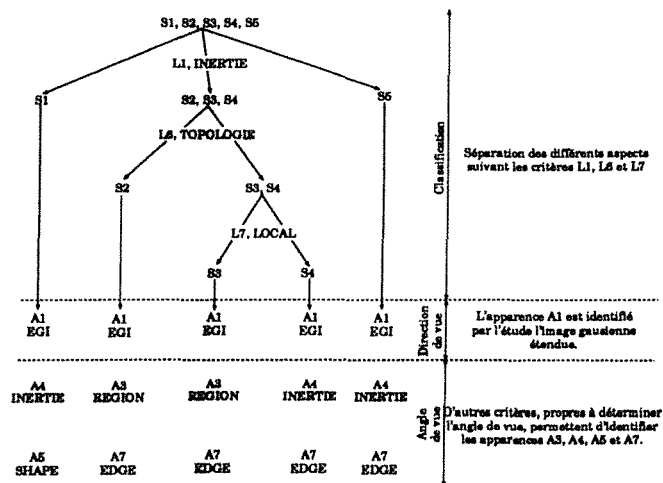 S1, S2, S3, S4, S5
L1, INERTIE
S1
S2, S3, S4
S5
L6, TOPOLOGIE
S2
S3, S4
L7, LOCAL
S3
S4
Classification
Séparation des différents aspects
suivant les critères L1, L6 et L7
A1 A1 A1 A1 A1
EGI EGI EGI EGI EGI
Direction
de vue
L'apparence A1 est identifié
par l'étude l'image gausienne
étendue.
A4 A3 A3 A4 A4
INERTIE REGION REGION INERTIE INERTIE
A5 A7 A7 A7 A7
SHAPE EDGE EDGE EDGE EDGE
Angle
de vue
D'autres critères, propres à déterminer
l'angle de vue, permettent d'identifier
les apparences A3, A4, A5 et A7.